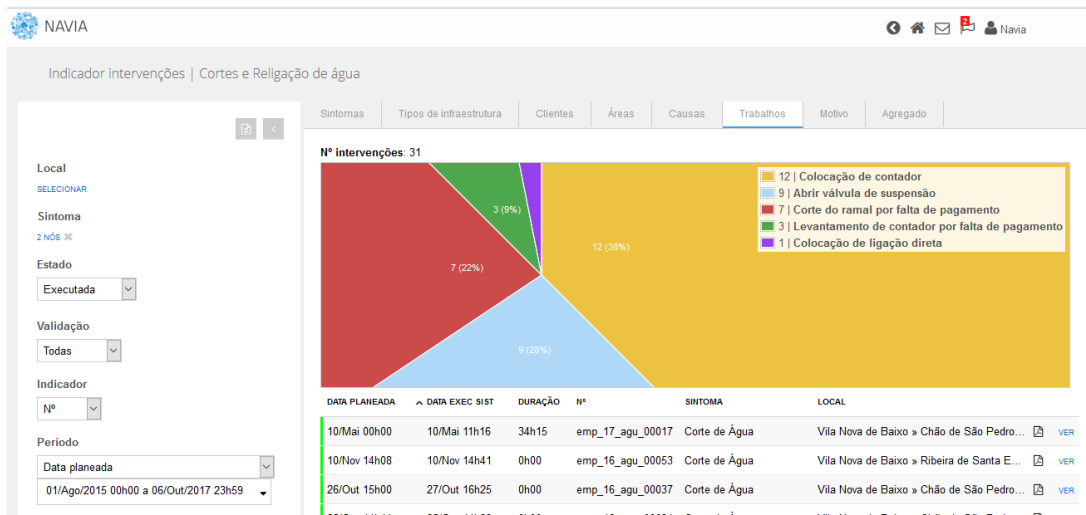 NAVIA
2
Navia
Indicador intervenções | Cortes e Religação de água
Sintomas Tipos de infraestrutura Clientes Áreas Causas Trabalhos Motivo Agregado
Nº intervenções: 31
Local
SELECIONAR
Sintoma
2 NÓS
Estado
Executada
Validação
Todas
Indicador
Nº
Período
Data planeada
01/Ago/2015 00h00 a 06/Out/2017 23h59
12 | Colocação de contador
9 | Abrir válvula de suspensão
7 | Corte do ramal por falta de pagamento
3 | Levantamento de contador por falta de pagamento
1 | Colocação de ligação direta
3 (9%)
12 (38%)
7 (22%)
9 (28%)
DATA PLANEADA DATA EXEC SIST DURAÇÃO Nº SINTOMA LOCAL
10/Mai 00h00 10/Mai 11h16 34h15 emp_17_agu_00017 Corte de Água Vila Nova de Baixo » Chão de São Pedro... VER
10/Nov 14h08 10/Nov 14h41 0h00 emp_16_agu_00053 Corte de Água Vila Nova de Baixo » Ribeira de Santa E... VER
26/Out 15h00 27/Out 16h25 0h00 emp_16_agu_00037 Corte de Água Vila Nova de Baixo » Chão de São Pedro... VER